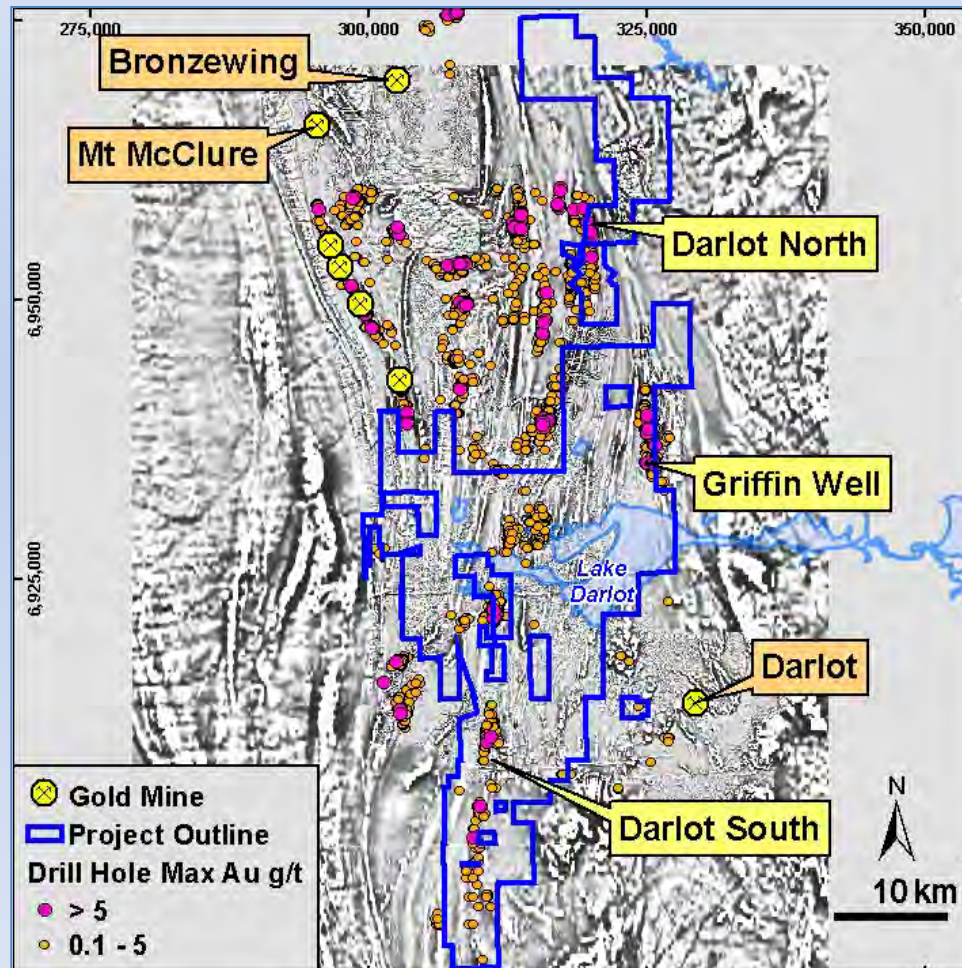 275,000
300,000
325,000
350,000
Bronzewing
Mt McClure
Darlot North
6,950,000
Griffin Well
6,925,000
Lake
Darlot
Darlot
Darlot South
Gold Mine
Project Outline
Drill Hole Max Au g/t
> 5
0.1 - 5
N
10 km